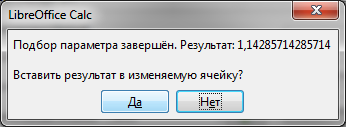 LibreOffice Calc
Подбор параметра завершён. Результат: 1,14285714285714
Вставить результат в изменяемую ячейку?
Да
Нет